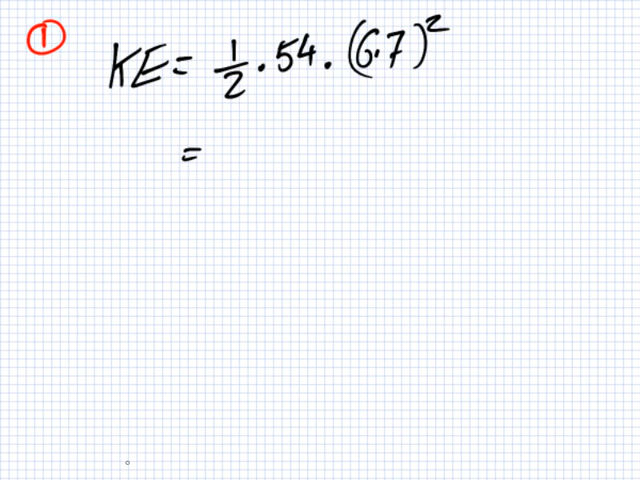 ① KE = 1/2 · 54 · (6.7)²
=